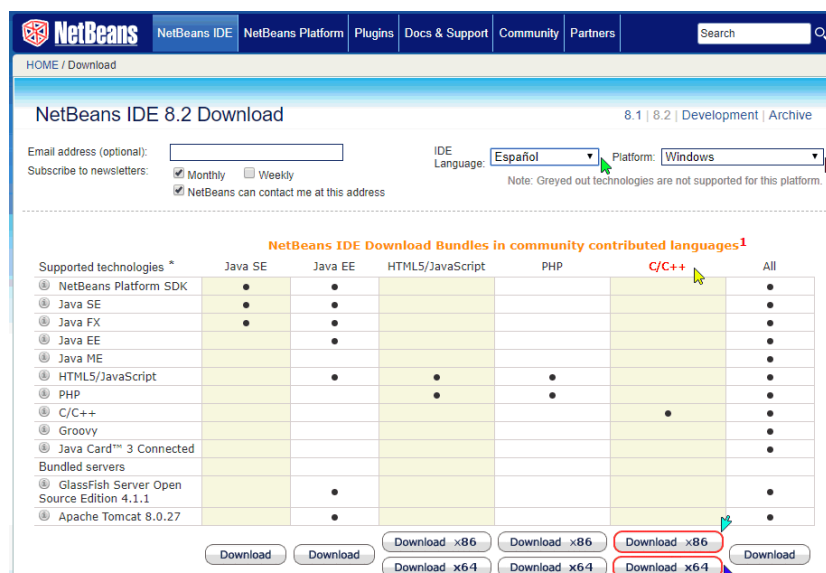 NetBeans
NetBeans IDE NetBeans Platform Plugins Docs & Support Community Partners Search
HOME / Download
NetBeans IDE 8.2 Download
8.1 | 8.2 | Development | Archive
Email address (optional):
IDE Language: Español Platform: Windows
Subscribe to newsletters: Monthly Weekly
Note: Greyed out technologies are not supported for this platform.
NetBeans can contact me at this address
NetBeans IDE Download Bundles in community contributed languages1
Supported technologies * Java SE Java EE HTML5/JavaScript PHP C/C++ All
NetBeans Platform SDK ● ● ●
Java SE ● ● ●
Java FX ● ● ●
Java EE ● ●
Java ME ●
HTML5/JavaScript ● ● ● ●
PHP ● ● ●
C/C++ ● ●
Groovy ●
Java Card™ 3 Connected ●
Bundled servers
GlassFish Server Open
Source Edition 4.1.1 ● ●
Apache Tomcat 8.0.27 ● ●
Download x86 Download x86 Download x86
Download Download Download
Download x64 Download x64 Download x64